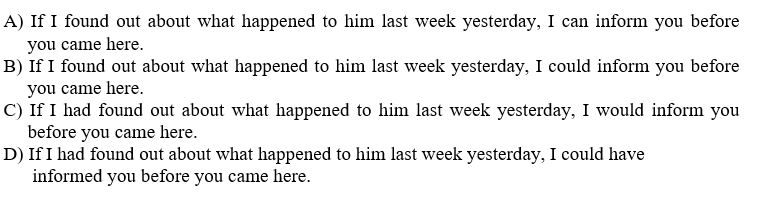 A) If I found out about what happened to him last week yesterday, I can inform you before
you came here.
B) If I found out about what happened to him last week yesterday, I could inform you before
you came here.
C) If I had found out about what happened to him last week yesterday, I would inform you
before you came here.
D) If I had found out about what happened to him last week yesterday, I could have
informed you before you came here.